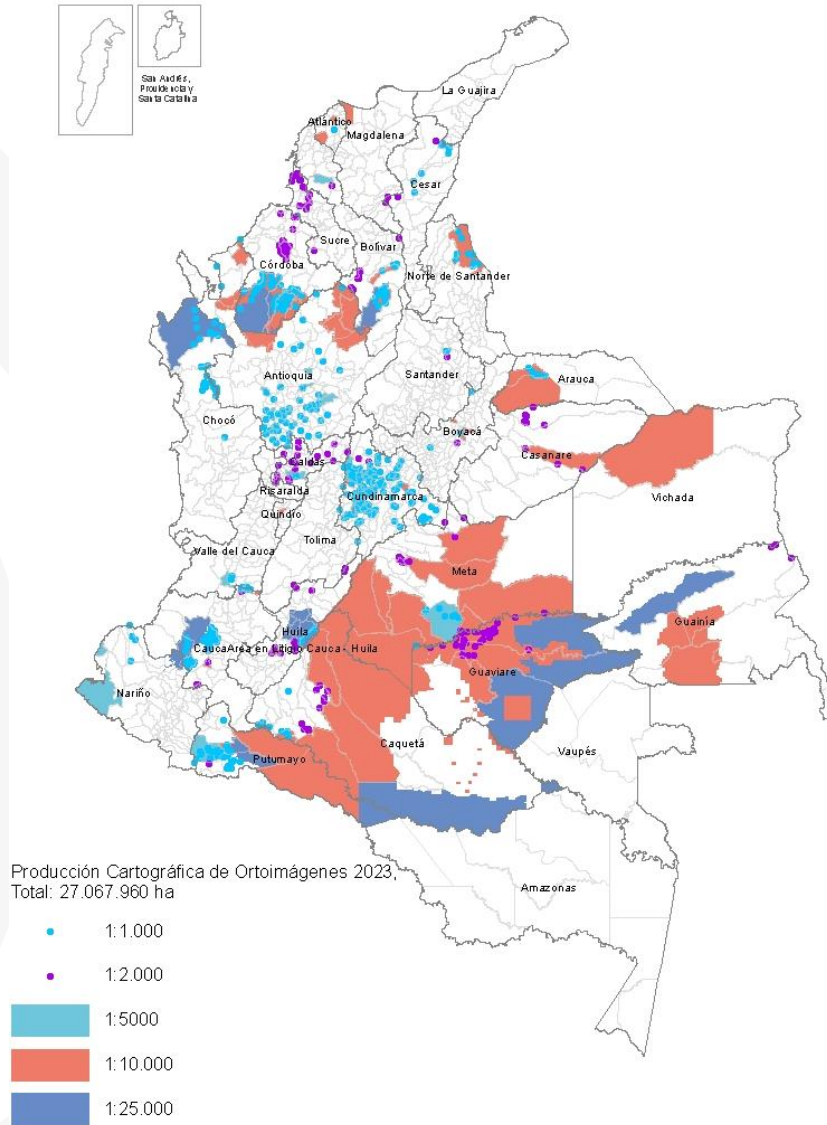 San Andrés,
Providencia y
Santa Catalina
La Guajira
Atlántico
Magdalena
Cesar
Sucre
Bolívar
Córdoba
Norte de Santander
Antioquia
Santander
Arauca
Chocó
Boyacá
Caldas
Casanare
Risaralda
Cundinamarca
Vichada
Quindío
Tolima
Valle del Cauca
Meta
Huila
Guainía
Cauca
Area en Litigio Cauca - Huila
Guaviare
Nariño
Caquetá
Vaupés
Putumayo
Amazonas
Producción Cartográfica de Ortoimágenes 2023,
Total: 27.067.960 ha
1:1.000
1:2.000
1:5000
1:10.000
1:25.000